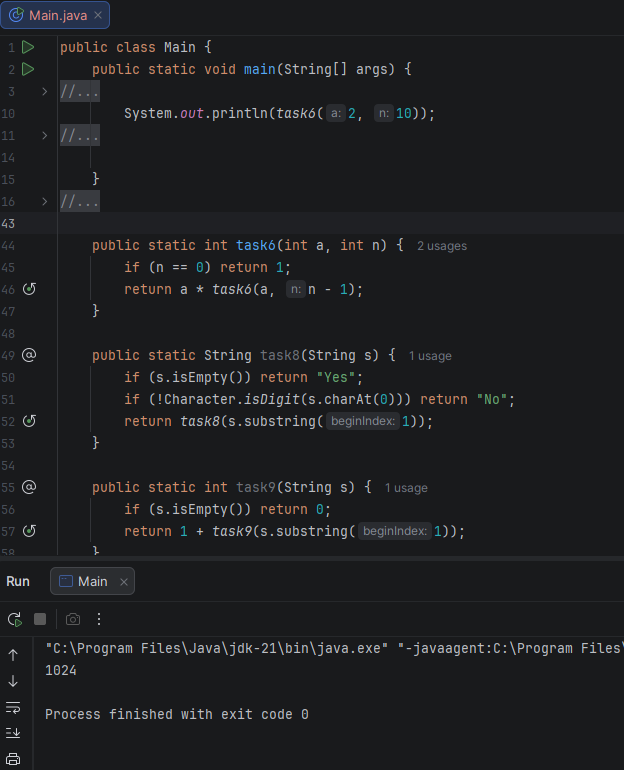 Main.java
1 public class Main {
2 public static void main(String[] args) {
3 //...
10 System.out.println(task6( a: 2, n: 10));
11 //...
14
15 }
16 //...
43
44 public static int task6(int a, int n) { 2 usages
45 if (n == 0) return 1;
46 return a * task6(a, n: n - 1);
47 }
48
49 @ public static String task8(String s) { 1 usage
50 if (s.isEmpty()) return "Yes";
51 if (!Character.isDigit(s.charAt(0))) return "No";
52 return task8(s.substring( beginIndex: 1));
53 }
54
55 @ public static int task9(String s) { 1 usage
56 if (s.isEmpty()) return 0;
57 return 1 + task9(s.substring( beginIndex: 1));
58 }
Run Main
"C:\Program Files\Java\jdk-21\bin\java.exe" "-javaagent:C:\Program Files\
1024
Process finished with exit code 0